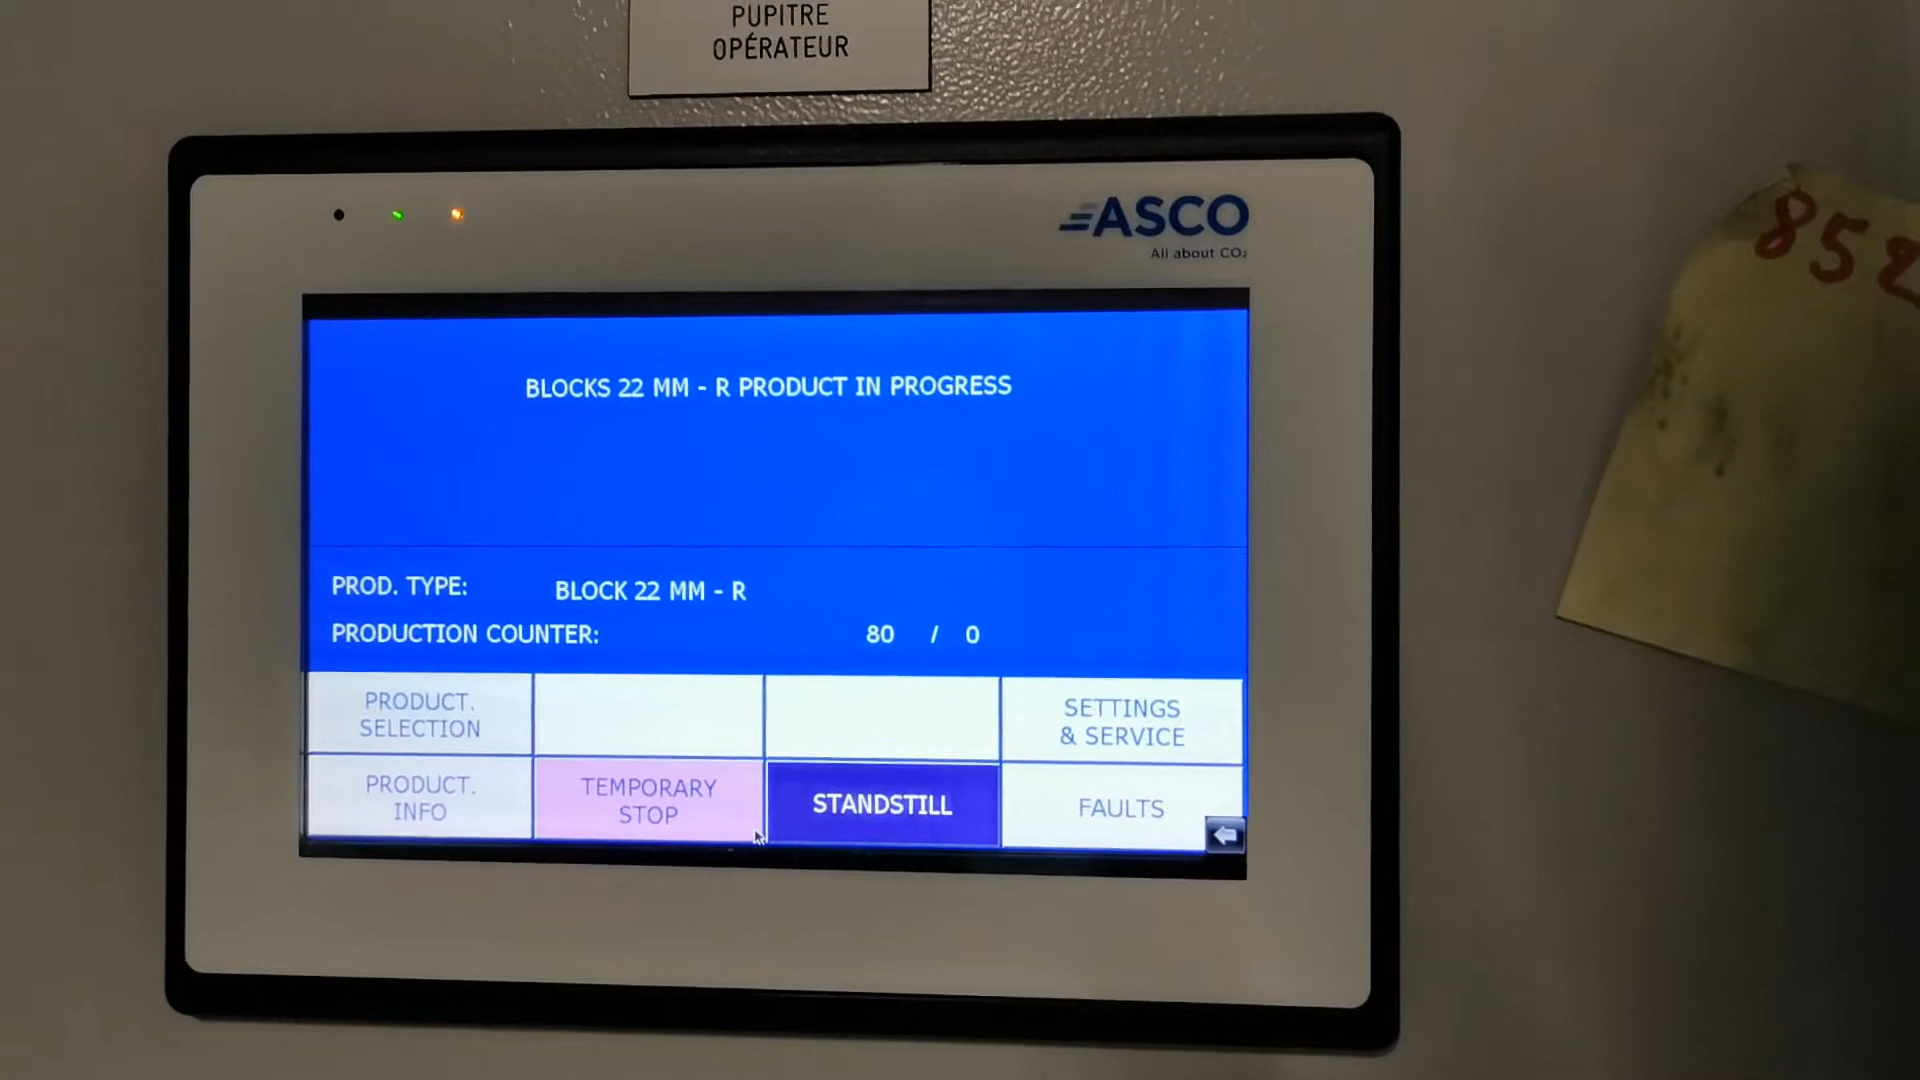 PUPITRE
OPÉRATEUR
ASCO
All about CO₂
BLOCKS 22 MM - R PRODUCT IN PROGRESS
PROD. TYPE: BLOCK 22 MM - R
PRODUCTION COUNTER: 80 / 0
PRODUCT.
SELECTION
SETTINGS
& SERVICE
PRODUCT.
INFO
TEMPORARY
STOP
STANDSTILL
FAULTS
852